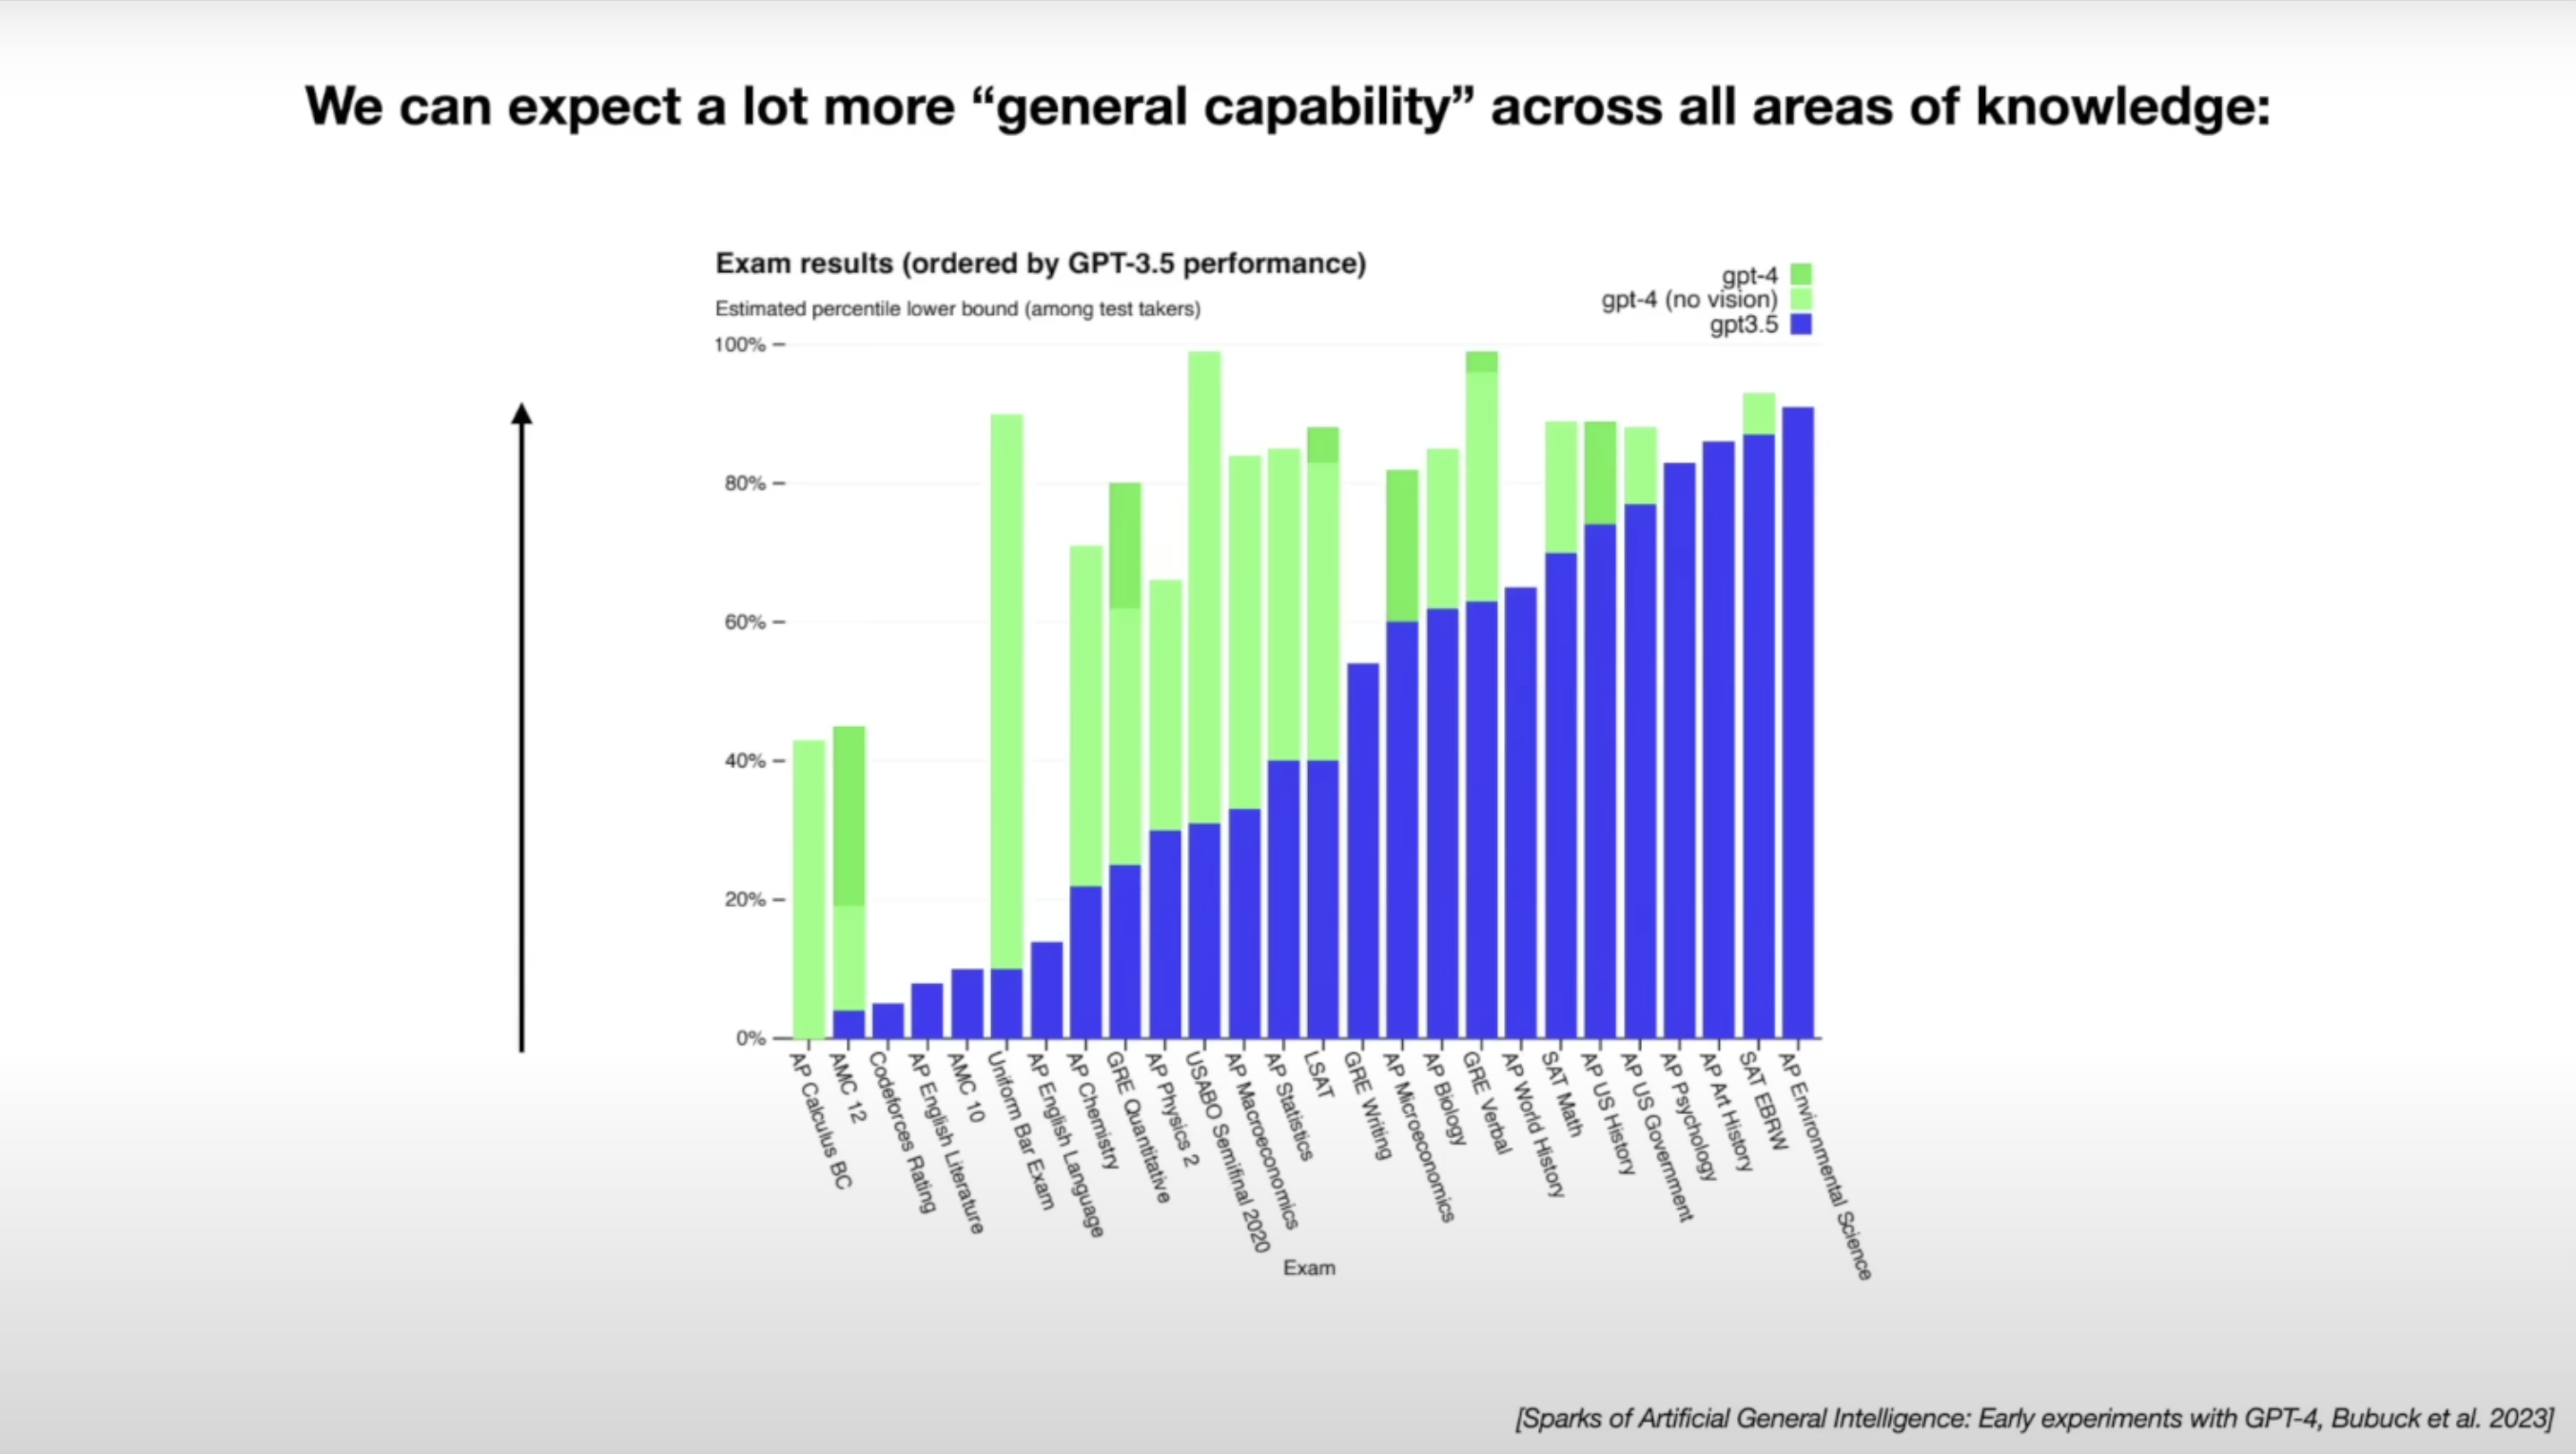 We can expect a lot more “general capability” across all areas of knowledge:
Exam results (ordered by GPT-3.5 performance)
Estimated percentile lower bound (among test takers)
gpt-4
gpt-4 (no vision)
gpt3.5
100%
80%
60%
40%
20%
0%
AP Calculus BC
AMC 12
Codeforces Rating
AP English Literature
AMC 10
Uniform Bar Exam
AP English Language
AP Chemistry
GRE Quantitative
AP Physics 2
USABO Semifinal 2020
AP Macroeconomics
AP Statistics
LSAT
GRE Writing
AP Microeconomics
AP Biology
GRE Verbal
AP World History
SAT Math
AP US History
AP US Government
AP Psychology
AP Art History
SAT EBRW
AP Environmental Science
Exam
[Sparks of Artificial General Intelligence: Early experiments with GPT-4, Bubuck et al. 2023]